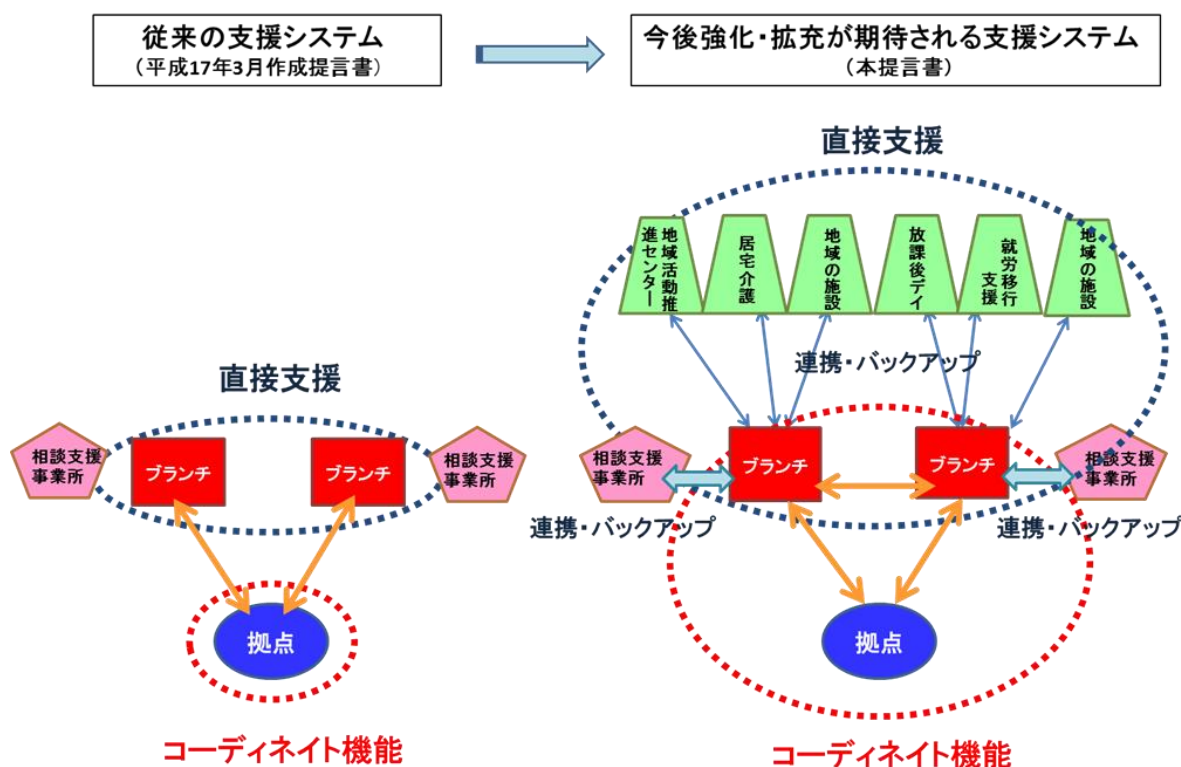 従来の支援システム
（平成17年3月作成提言書）
今後強化・拡充が期待される支援システム
（本提言書）
直接支援
相談支援
事業所
ブランチ
ブランチ
相談支援
事業所
拠点
コーディネイト機能
直接支援
地域活動推
進センター
居宅介護
地域の施設
放課後デイ
就労移行
支援
地域の施設
連携・バックアップ
相談支援
事業所
ブランチ
ブランチ
相談支援
事業所
連携・バックアップ
連携・バックアップ
拠点
コーディネイト機能